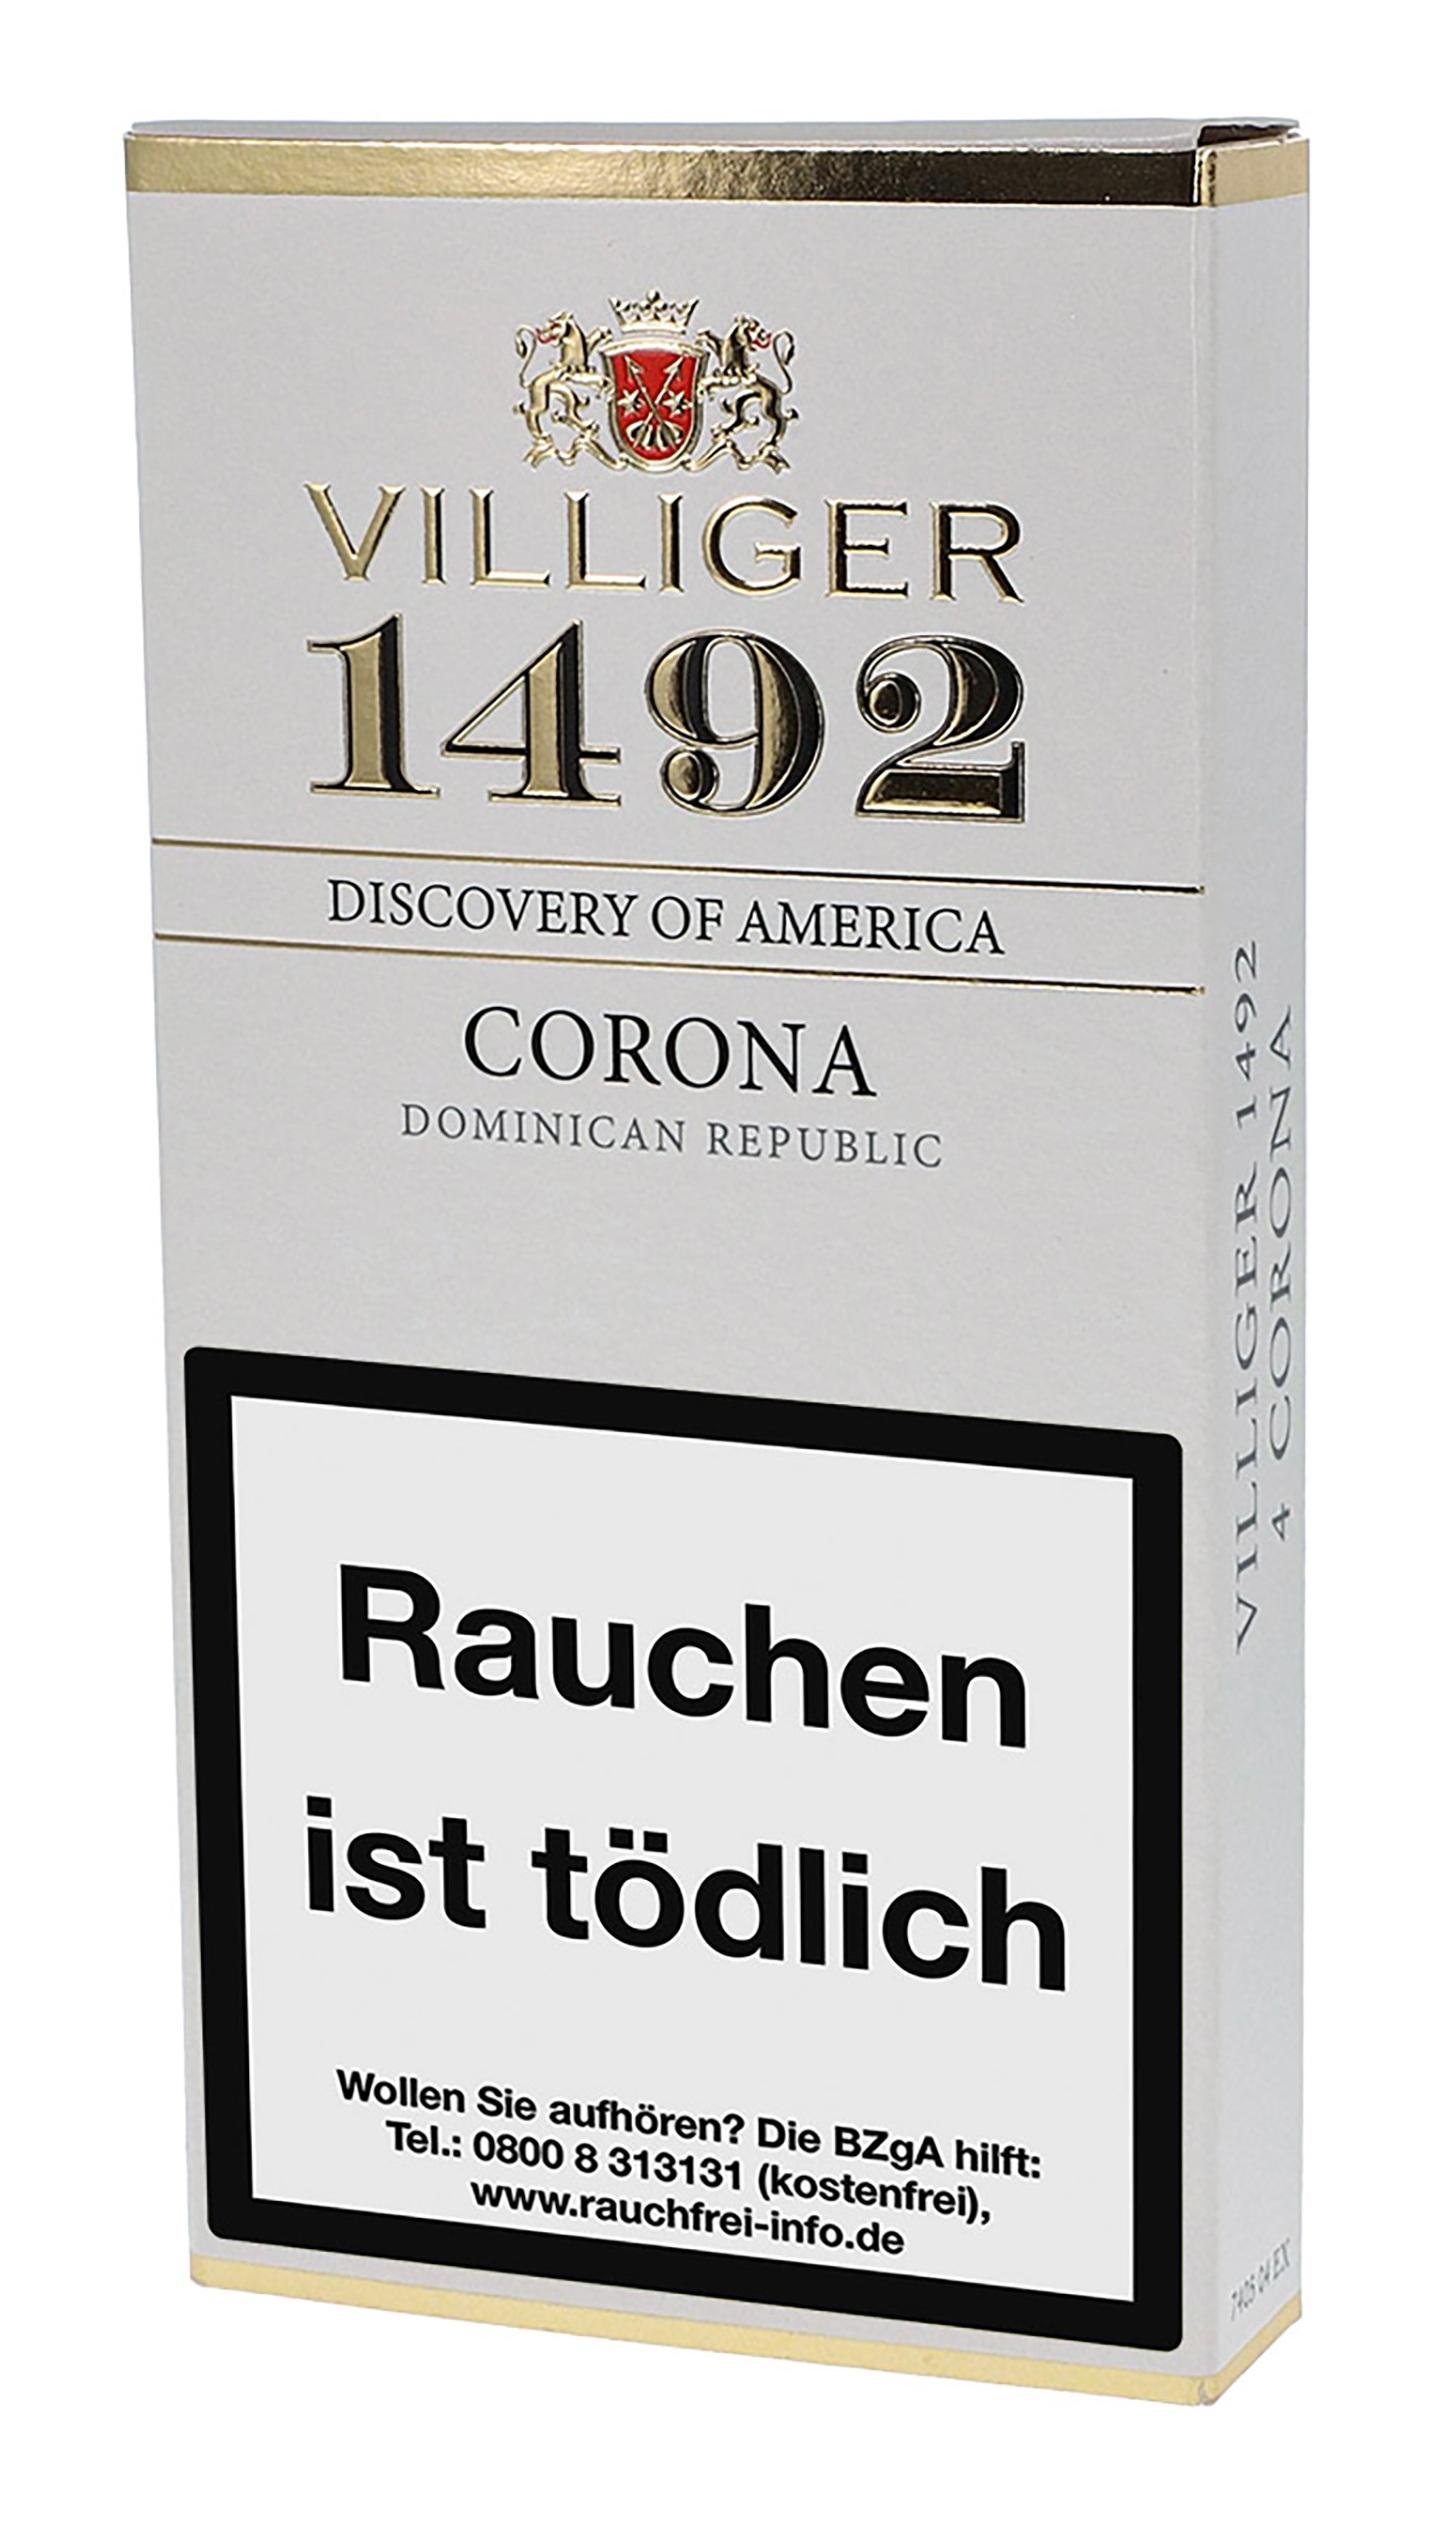 VILLIGER
1492
DISCOVERY OF AMERICA
CORONA
DOMINICAN REPUBLIC
Rauchen
ist tödlich
Wollen Sie aufhören? Die BZgA hilft:
Tel.: 0800 8 313131 (kostenfrei),
www.rauchfrei-info.de
VILLIGER 1492
4 CORONA